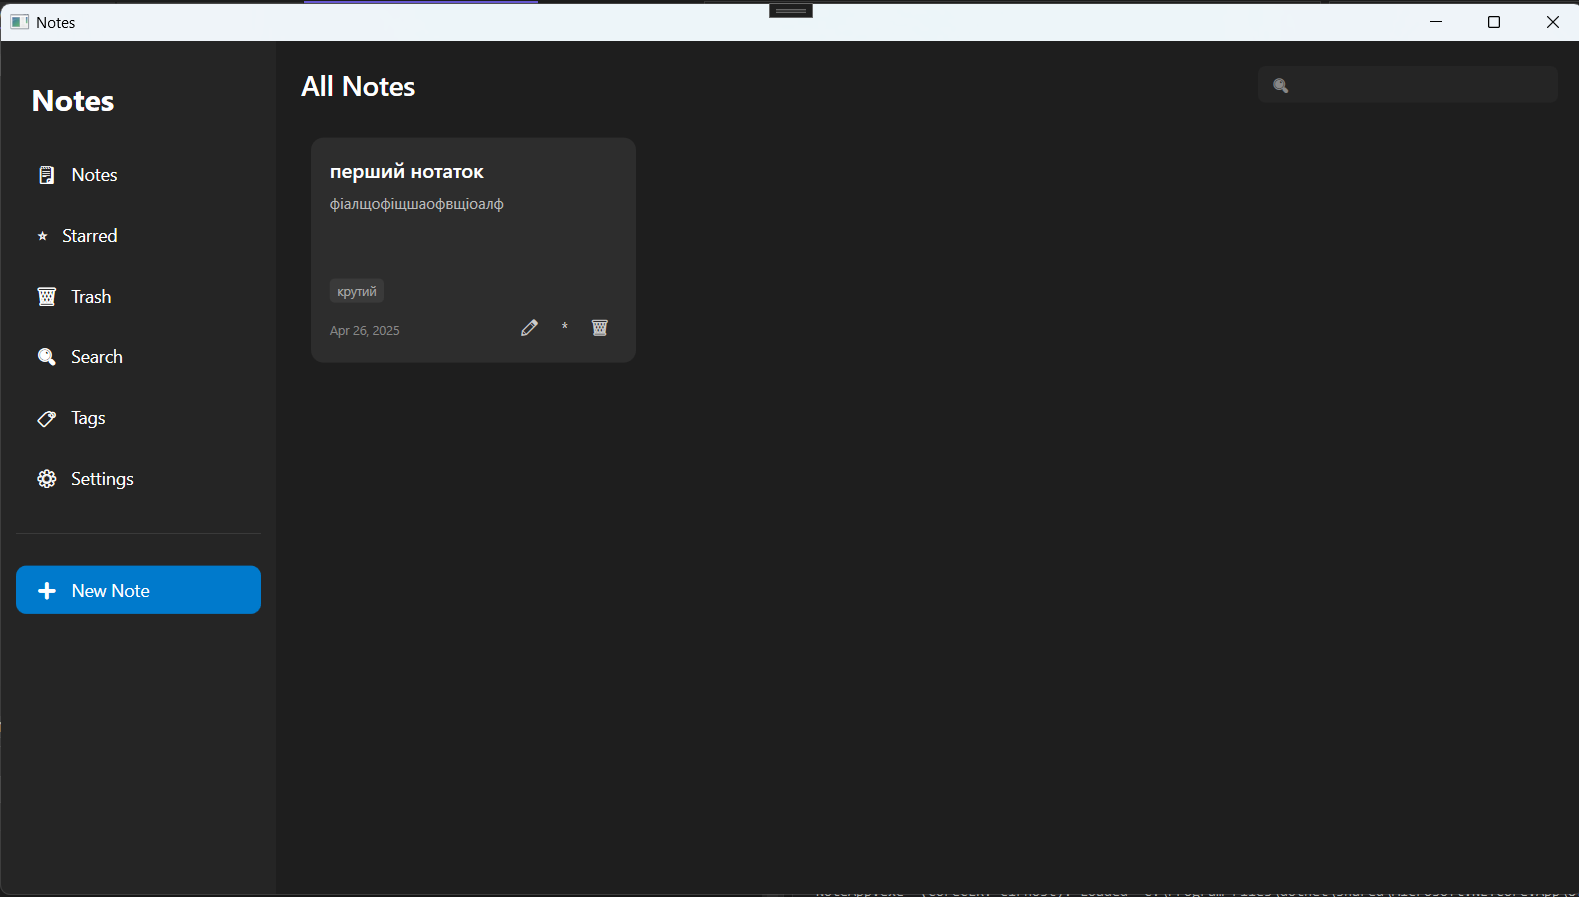 Notes
Notes
Notes
Starred
Trash
Search
Tags
Settings
New Note
All Notes
перший нотаток
фіалщофіщшаофвщіоалф
крутий
Apr 26, 2025
*